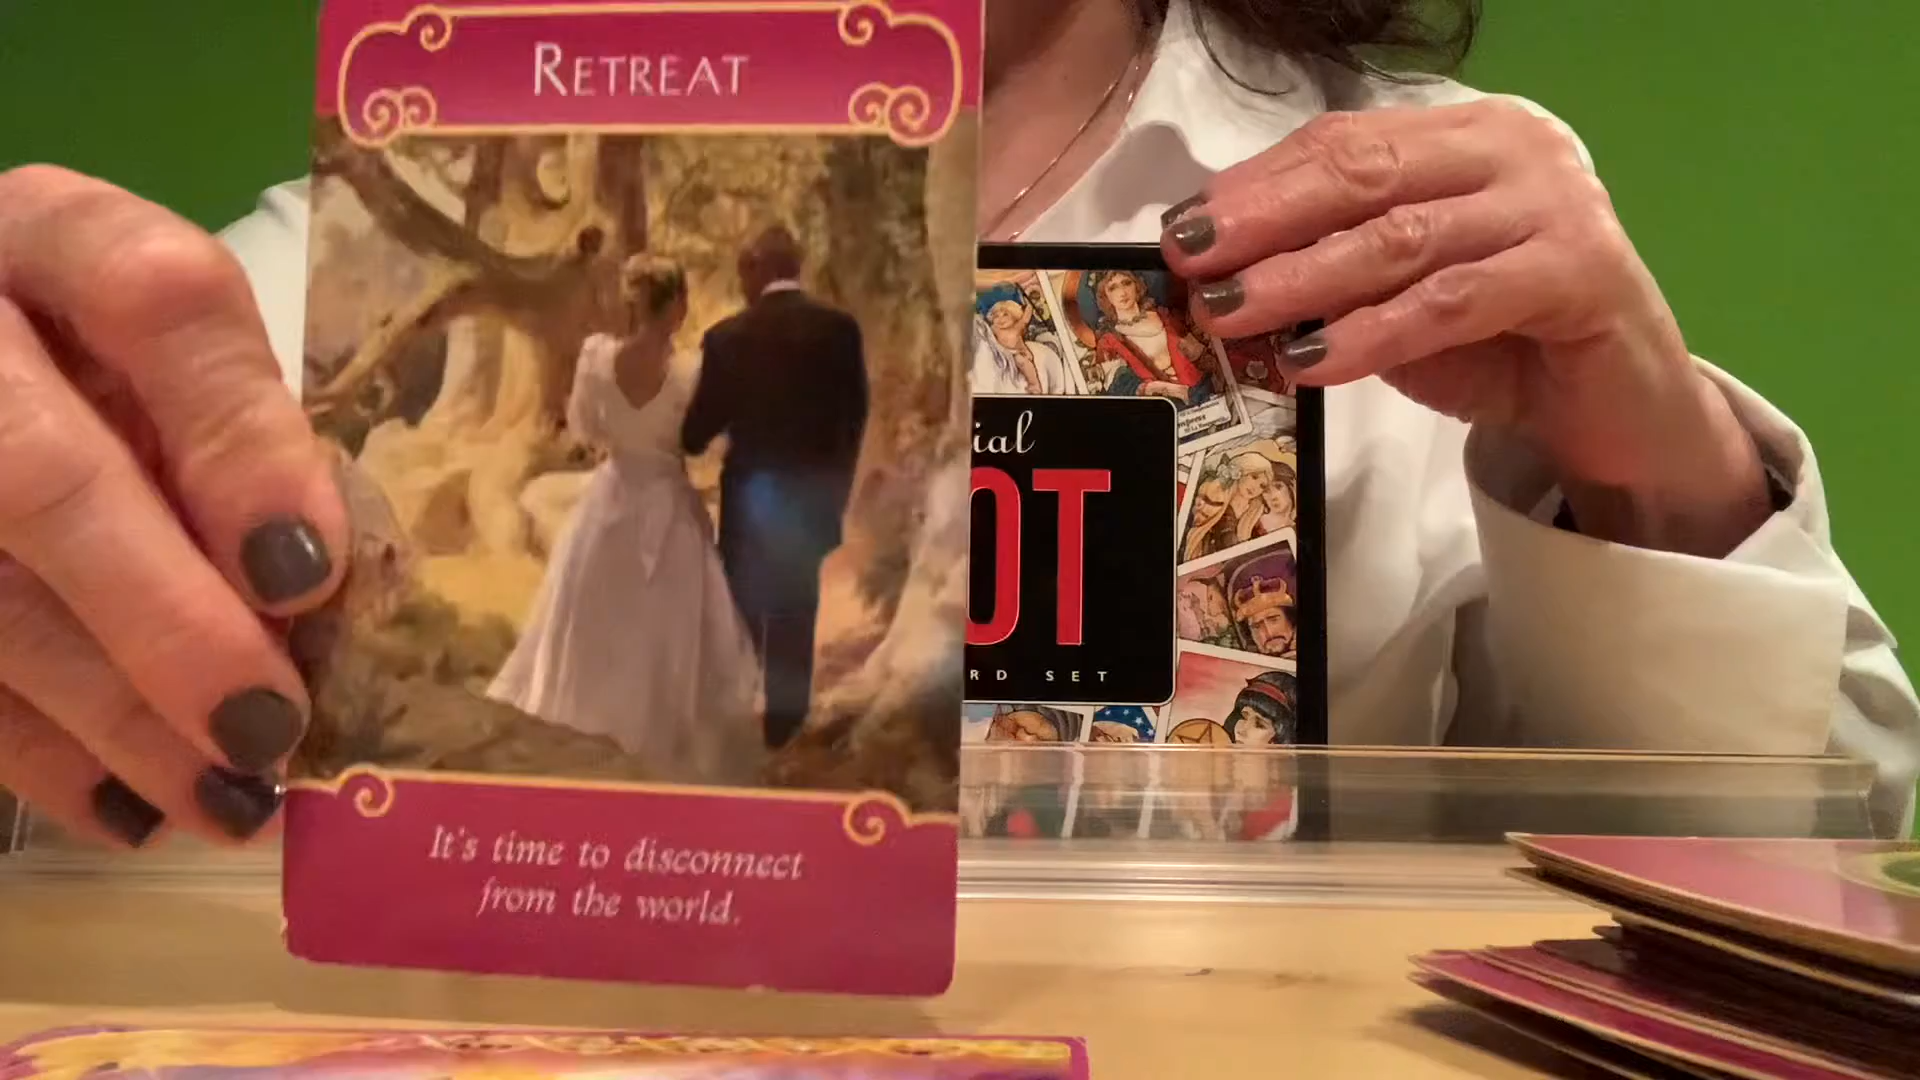 RETREAT
It's time to disconnect
from the world.
ial
OT
RD SET